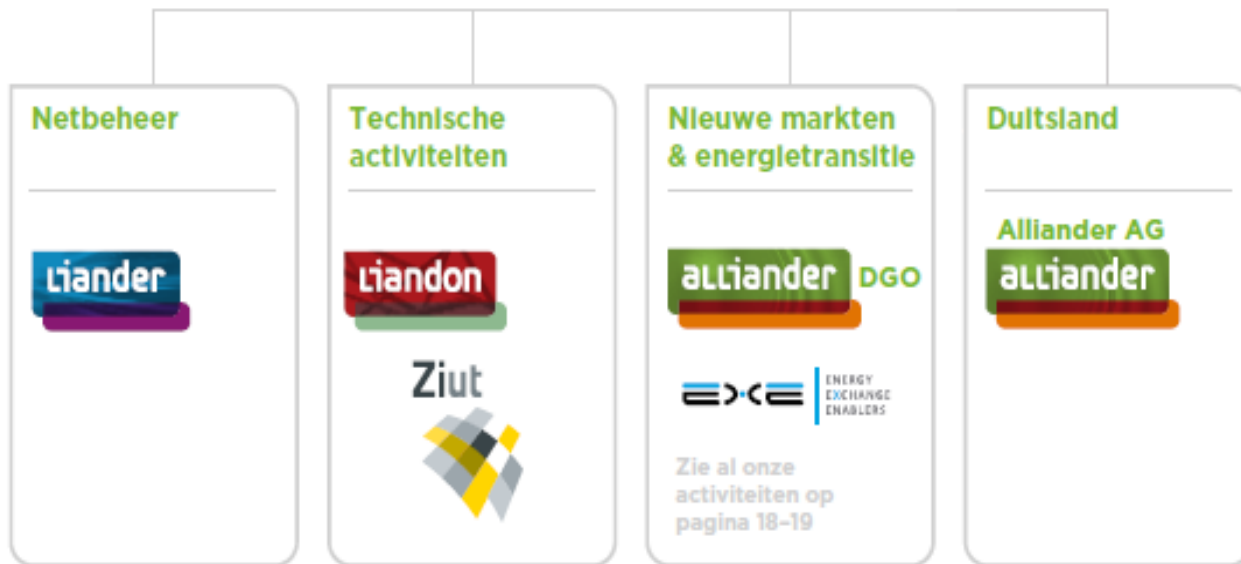 Netbeheer
Liander
Technische
activiteiten
Liandon
Ziut
Nieuwe markten
& energietransitie
alliander DGO
EXE
ENERGY
EXCHANGE
ENABLERS
Zie al onze
activiteiten op
pagina 18-19
Duitsland
Alliander AG
alliander